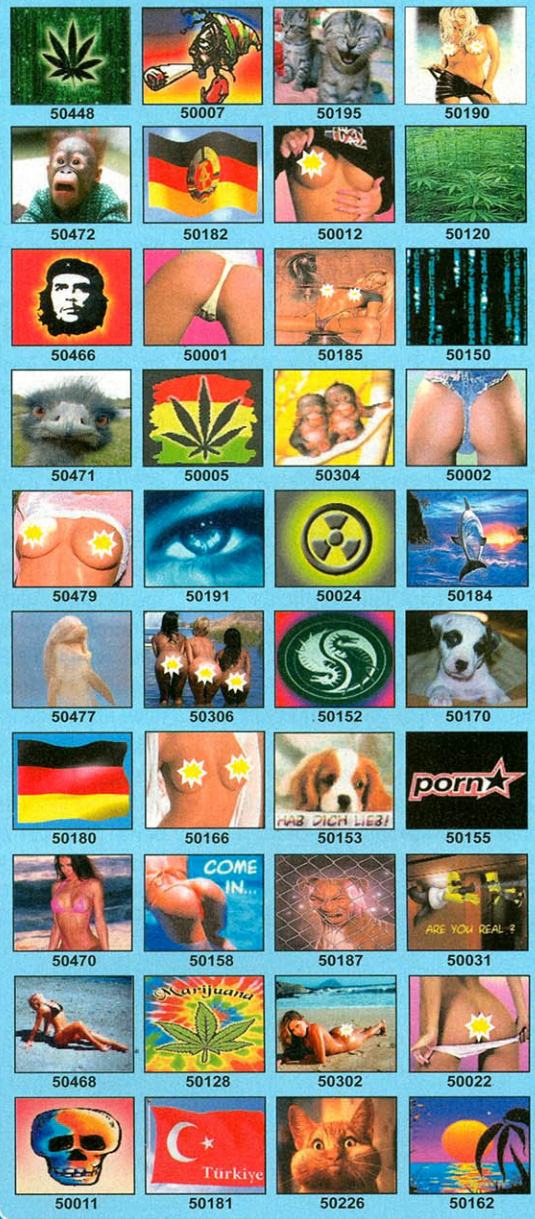 50448 50007 50195 50190
50472 50182 50012 50120
50466 50001 50185 50150
50471 50005 50304 50002
50479 50191 50024 50184
50477 50306 .50152 50170
HAB DICH LIEB!
porn
50180 50166 50153 50155
COME
IN...
ARE YOU REAL ?
50470 50158 50187 50031
Marijuana
50468 50128 50302 50022
Türkiye
50011 50181 50226 50162